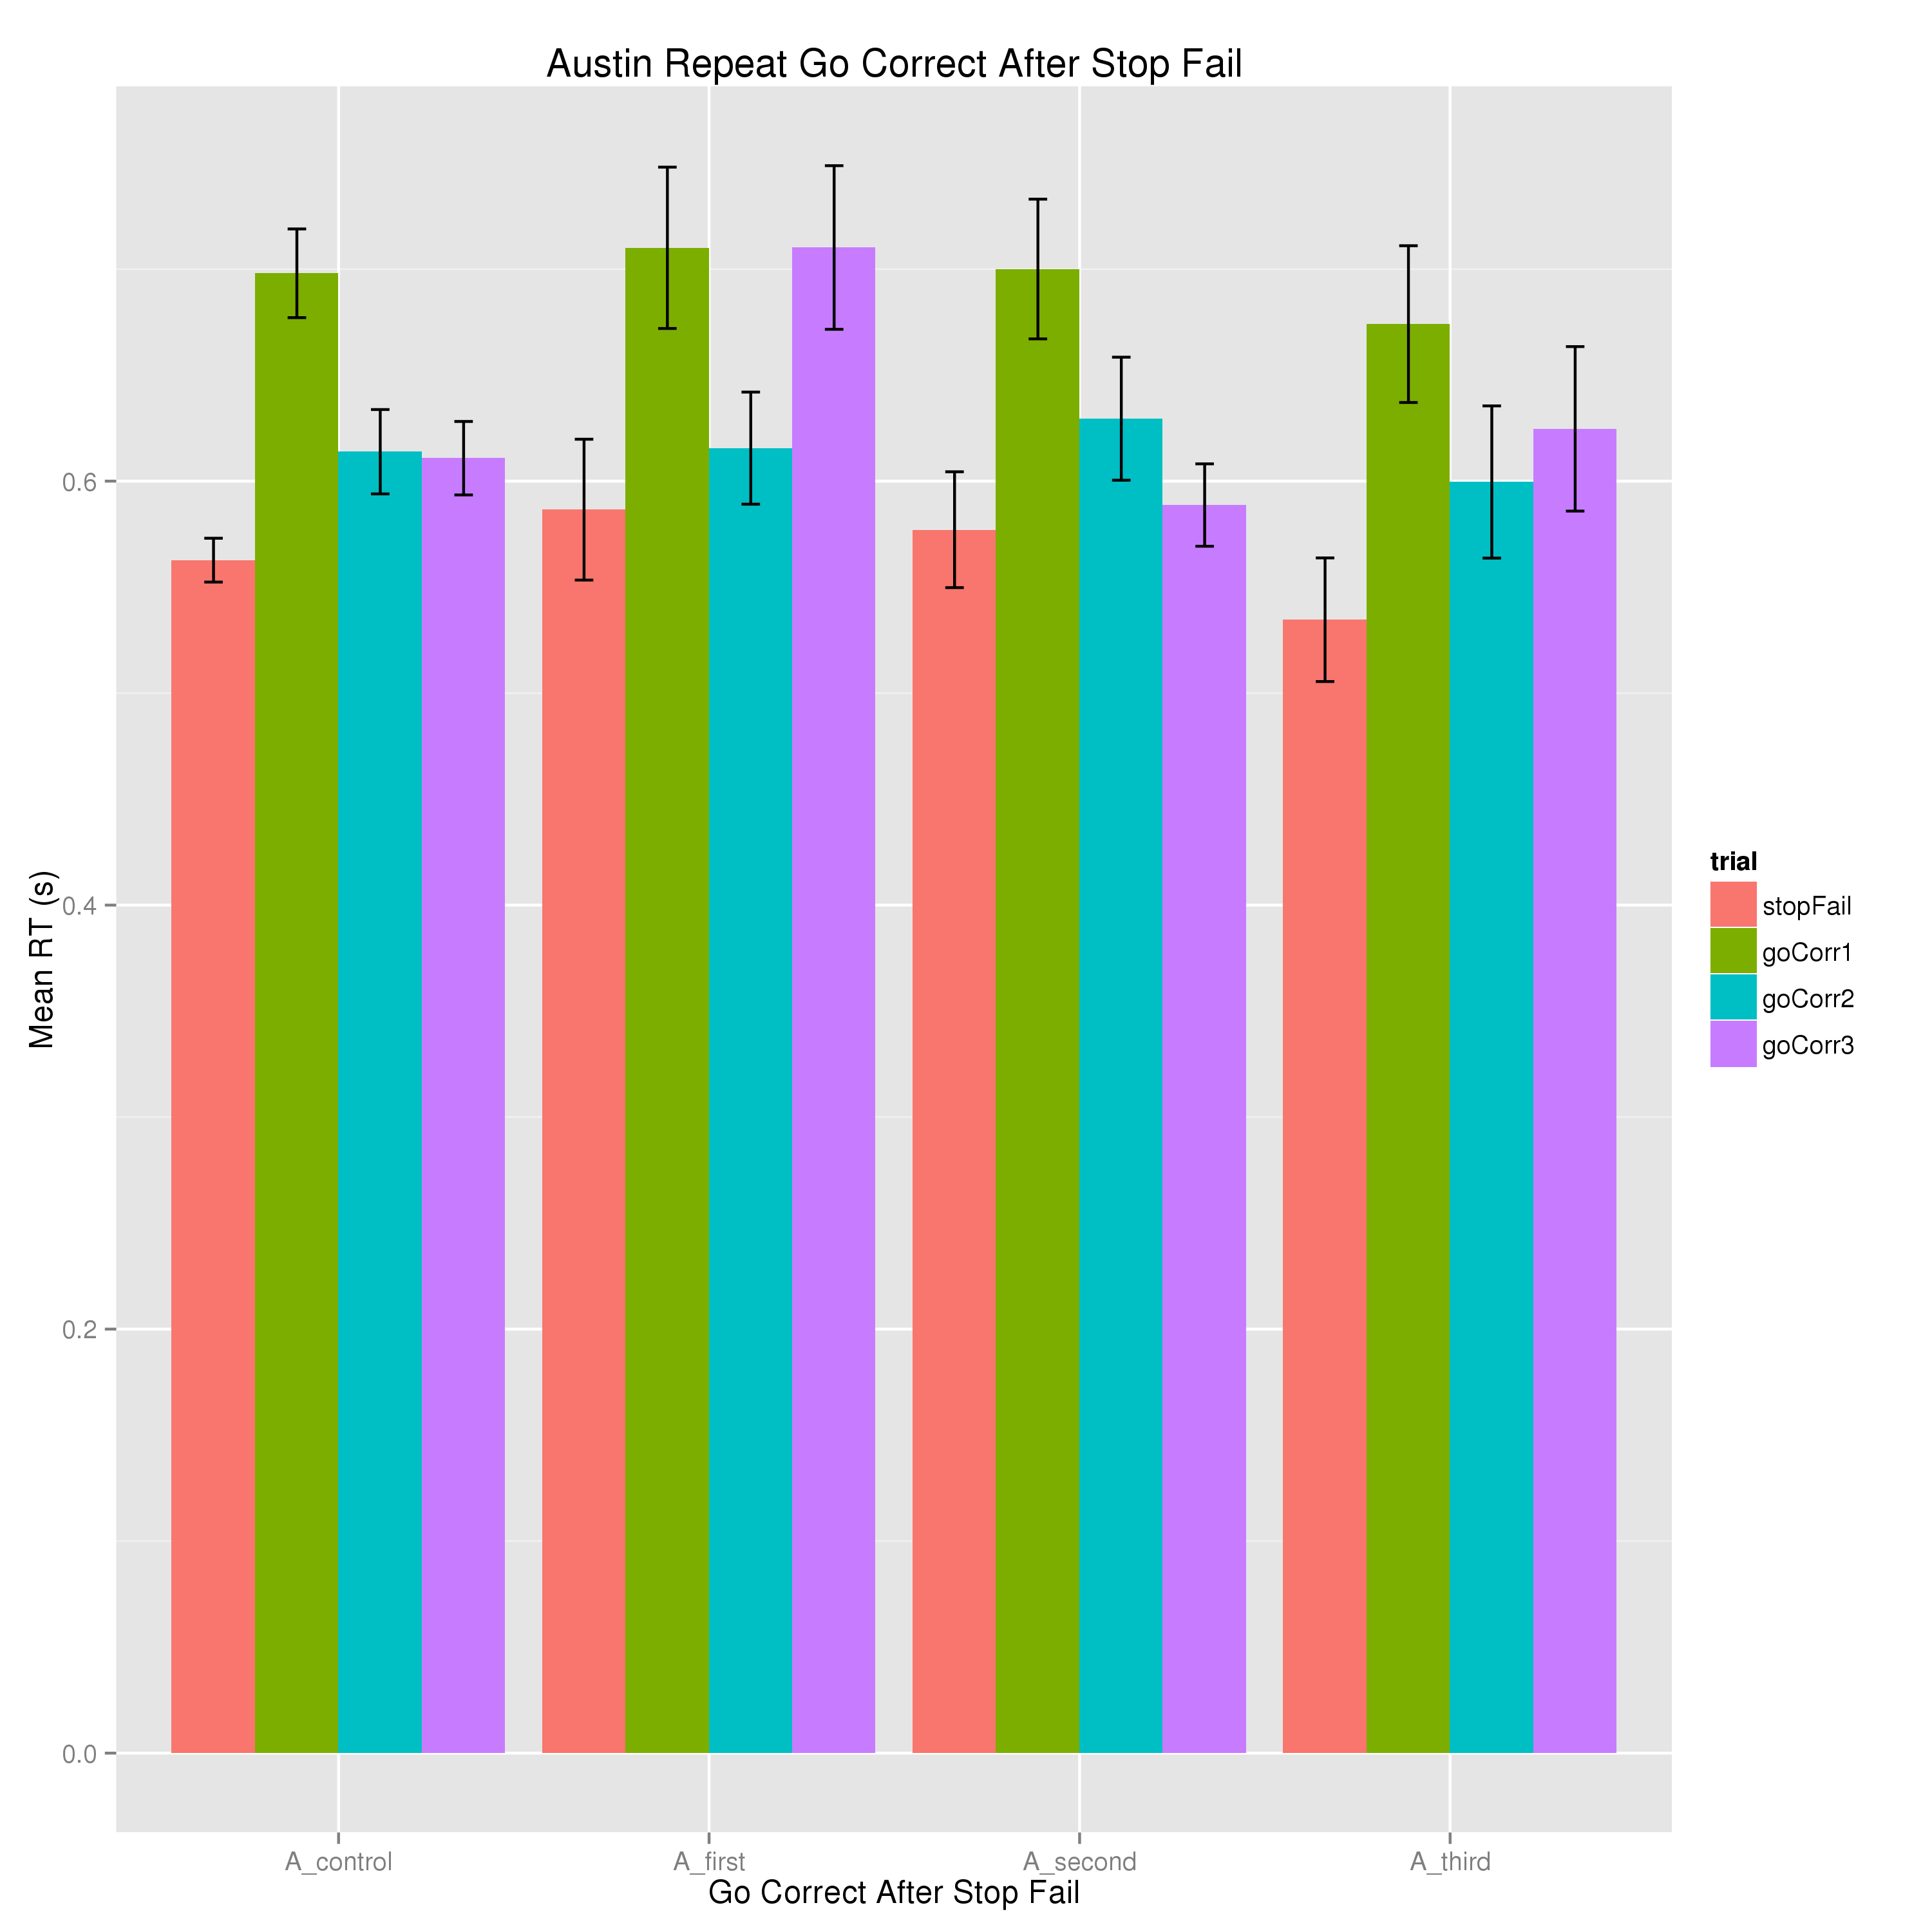 Austin Repeat Go Correct After Stop Fail
Mean RT (s)
0.6
0.4
0.2
0.0
A_control
A_first
A_second
A_third
Go Correct After Stop Fail
trial
stopFail
goCorr1
goCorr2
goCorr3